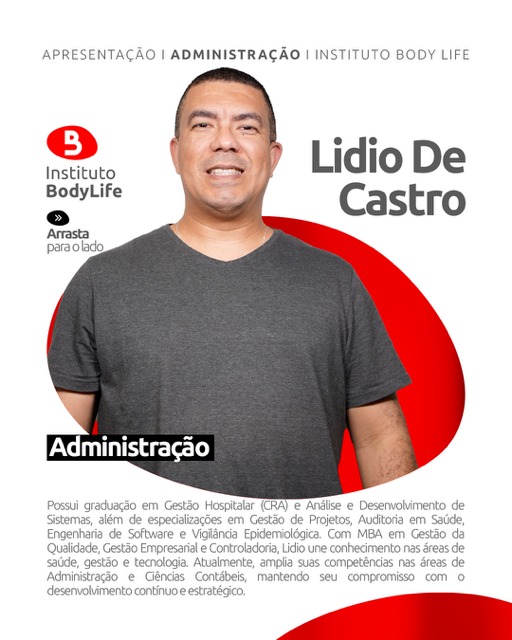 APRESENTAÇÃO I ADMINISTRAÇÃO I INSTITUTO BODY LIFE
B
Instituto
BodyLife
»
Arrasta
para o lado
Lidio De
Castro
Administração
Possui graduação em Gestão Hospitalar (CRA) e Análise e Desenvolvimento de
Sistemas, além de especializações em Gestão de Projetos, Auditoria em Saúde,
Engenharia de Software e Vigilância Epidemiológica. Com MBA em Gestão da
Qualidade, Gestão Empresarial e Controladoria, Lidio une conhecimento nas áreas de
saúde, gestão e tecnologia. Atualmente, amplia suas competências nas áreas de
Administração e Ciências Contábeis, mantendo seu compromisso com o
desenvolvimento contínuo e estratégico.